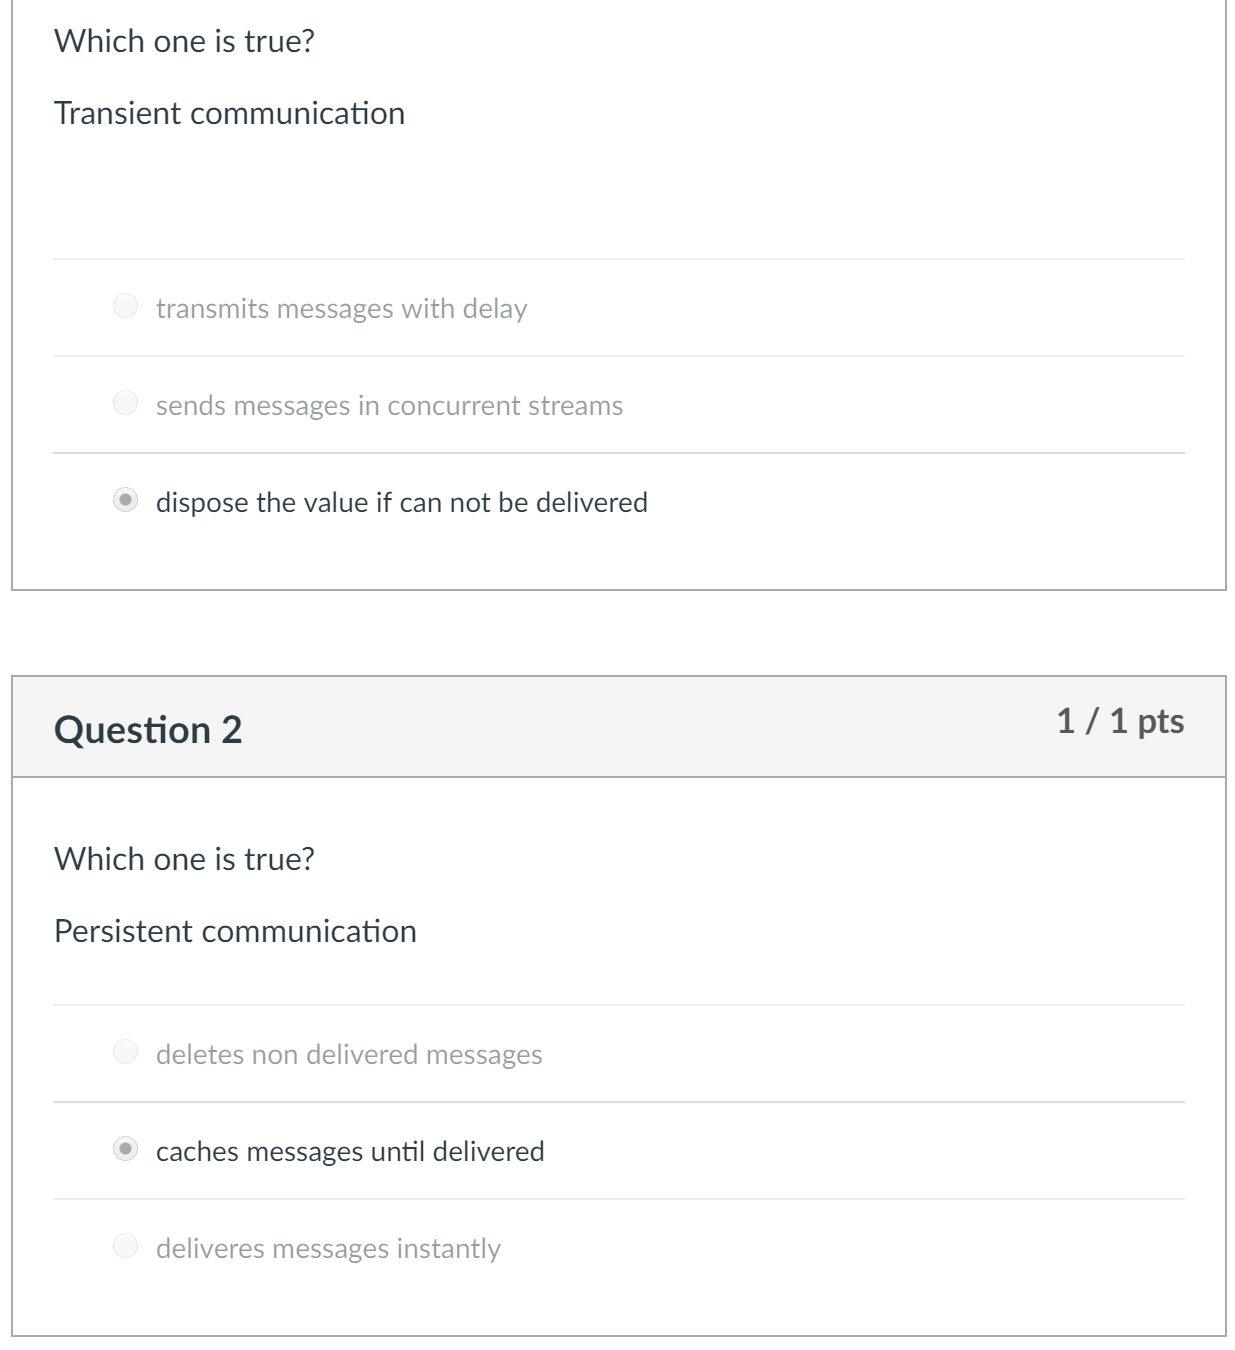 Which one is true?
Transient communication
transmits messages with delay
sends messages in concurrent streams
dispose the value if can not be delivered
Question 2
1 / 1 pts
Which one is true?
Persistent communication
deletes non delivered messages
caches messages until delivered
deliveres messages instantly